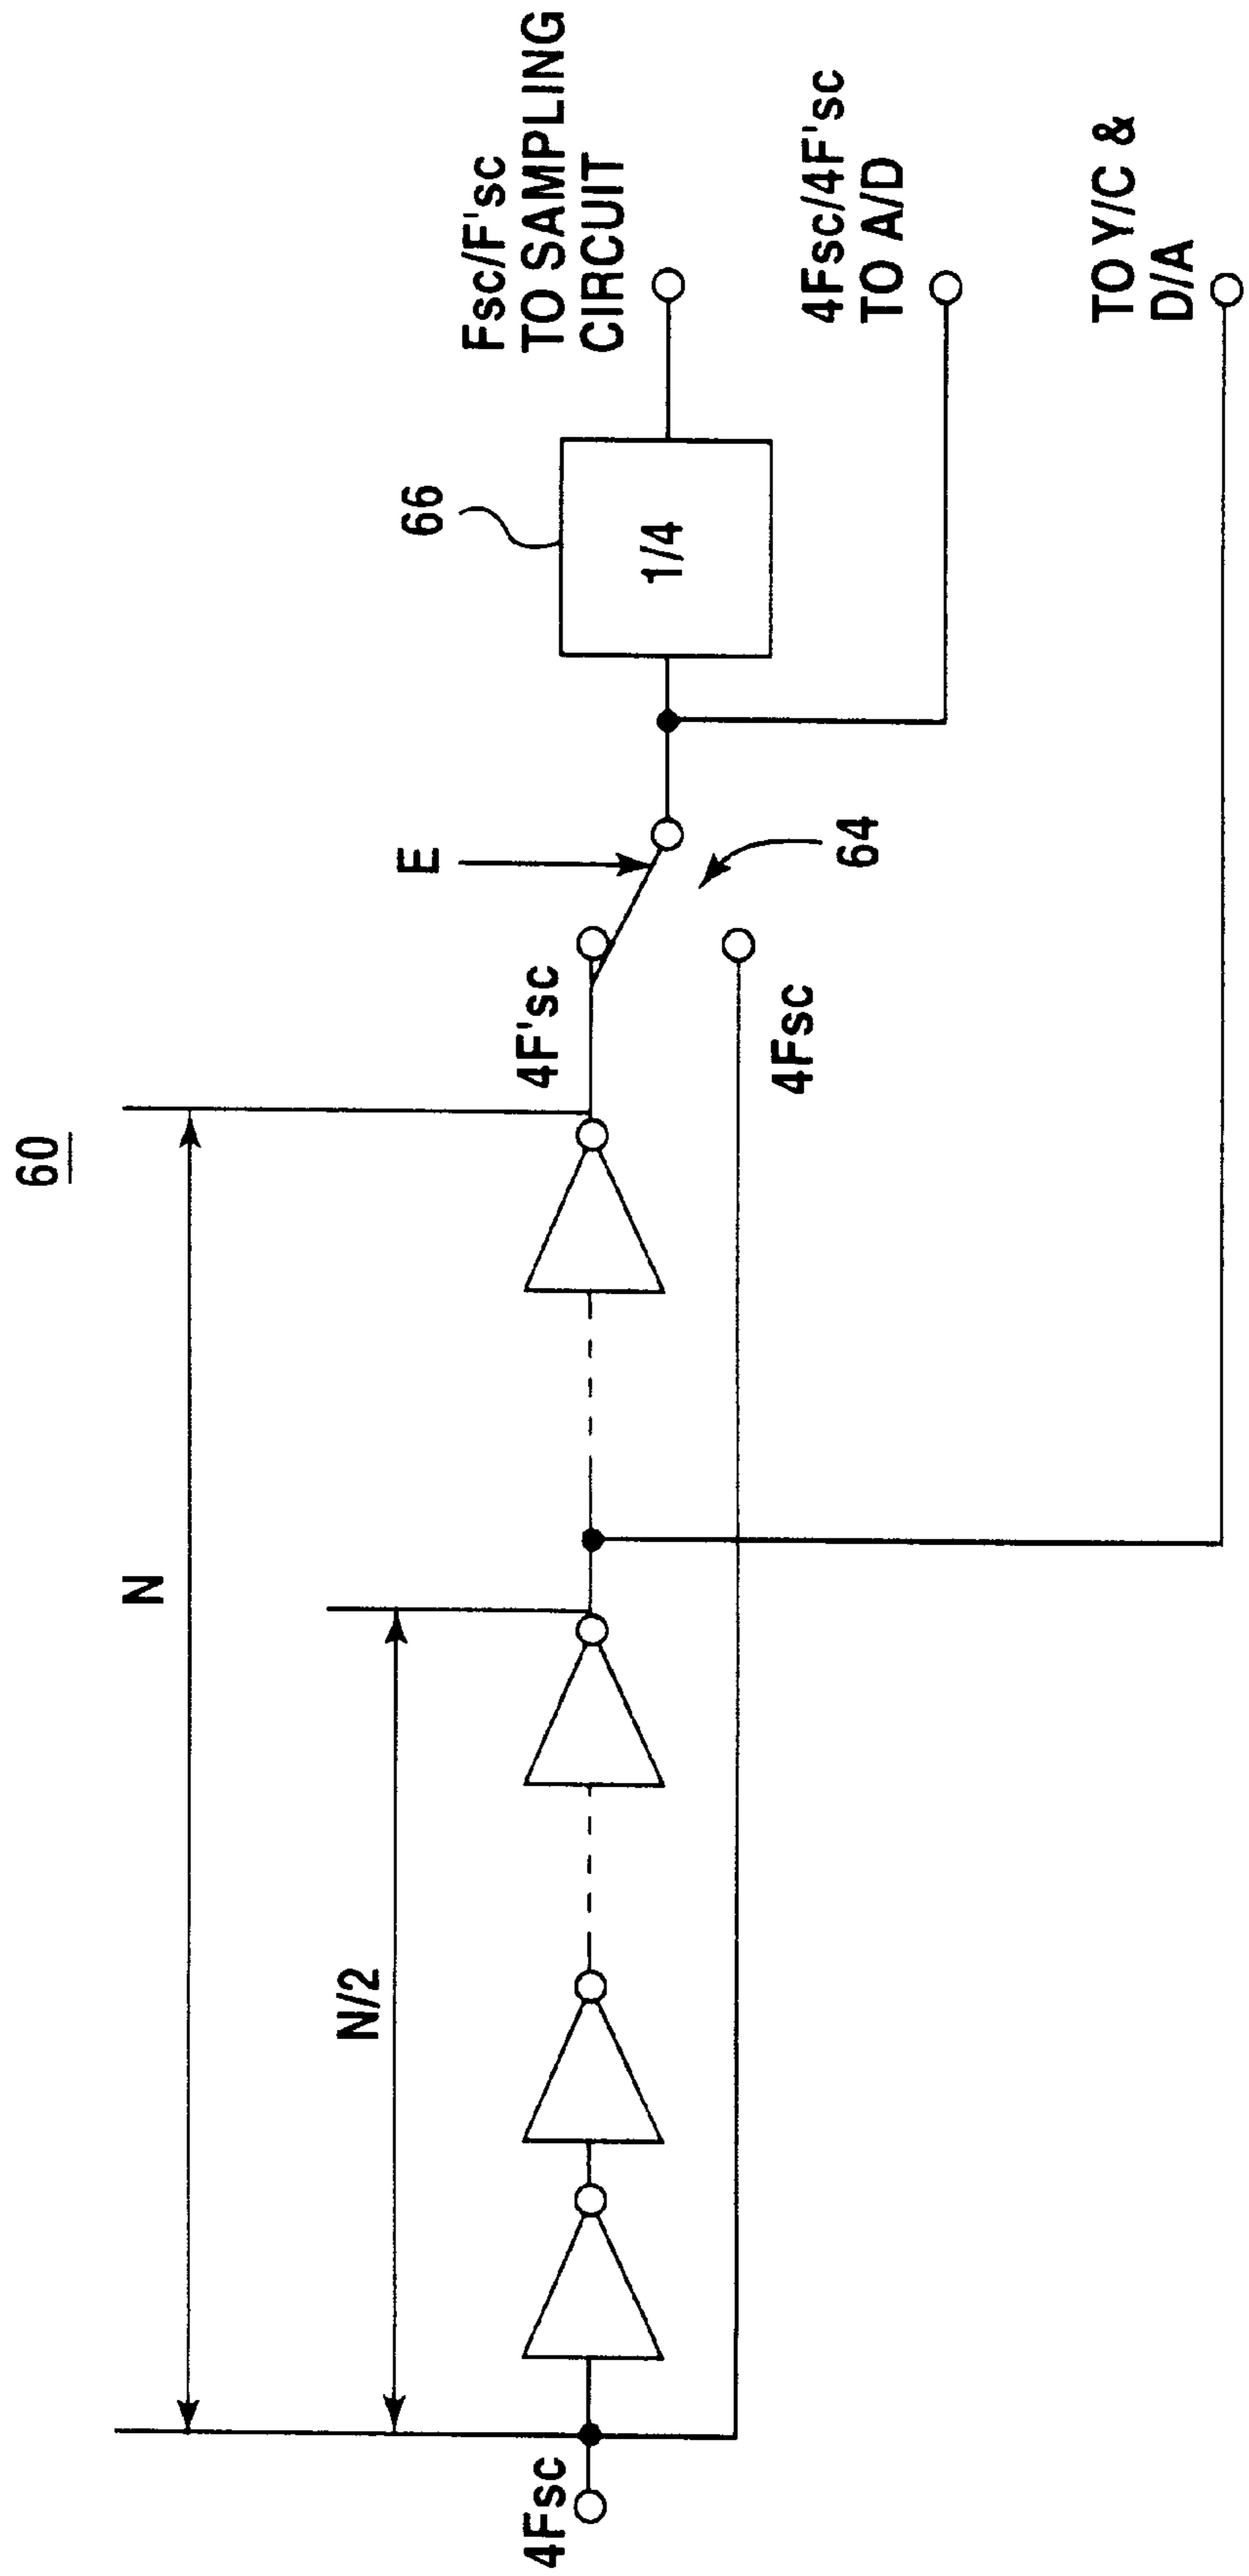 60
N
N/2
4Fsc
4F'sc
4Fsc
E
64
66
1/4
Fsc/F'sc
TO SAMPLING
CIRCUIT
4Fsc/4F'sc
TO A/D
TO Y/C &
D/A